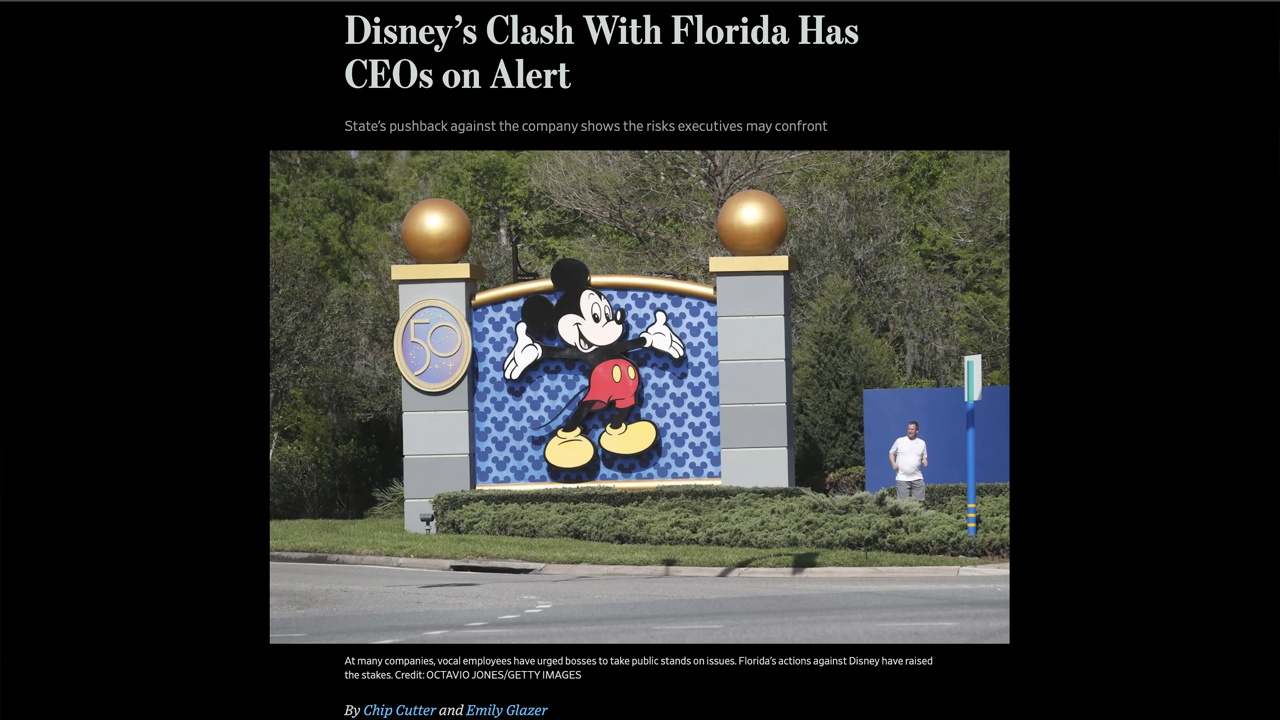 Disney’s Clash With Florida Has
CEOs on Alert
State’s pushback against the company shows the risks executives may confront
50
At many companies, vocal employees have urged bosses to take public stands on issues. Florida’s actions against Disney have raised
the stakes. Credit: OCTAVIO JONES/GETTY IMAGES
By Chip Cutter and Emily Glazer